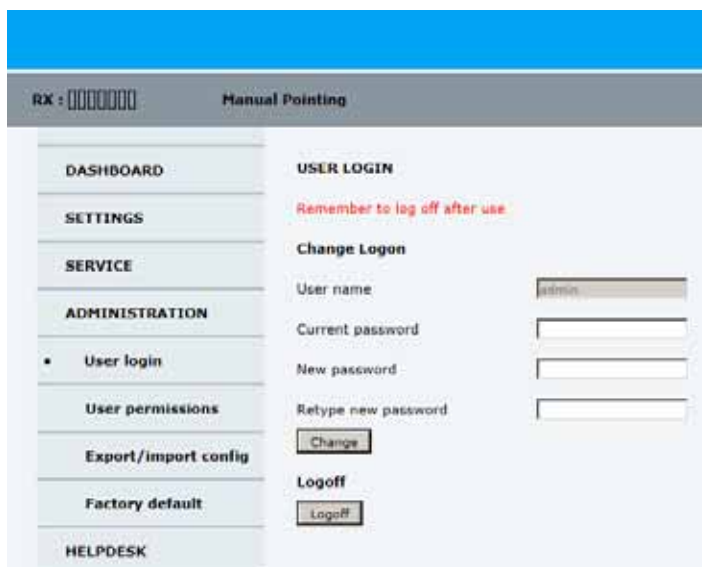 RX : ▯▯▯▯▯▯▯ Manual Pointing
DASHBOARD
SETTINGS
SERVICE
ADMINISTRATION
• User login
User permissions
Export/import config
Factory default
HELPDESK
USER LOGIN
Remember to log off after use
Change Logon
User name admin
Current password
New password
Retype new password
Change
Logoff
Logoff